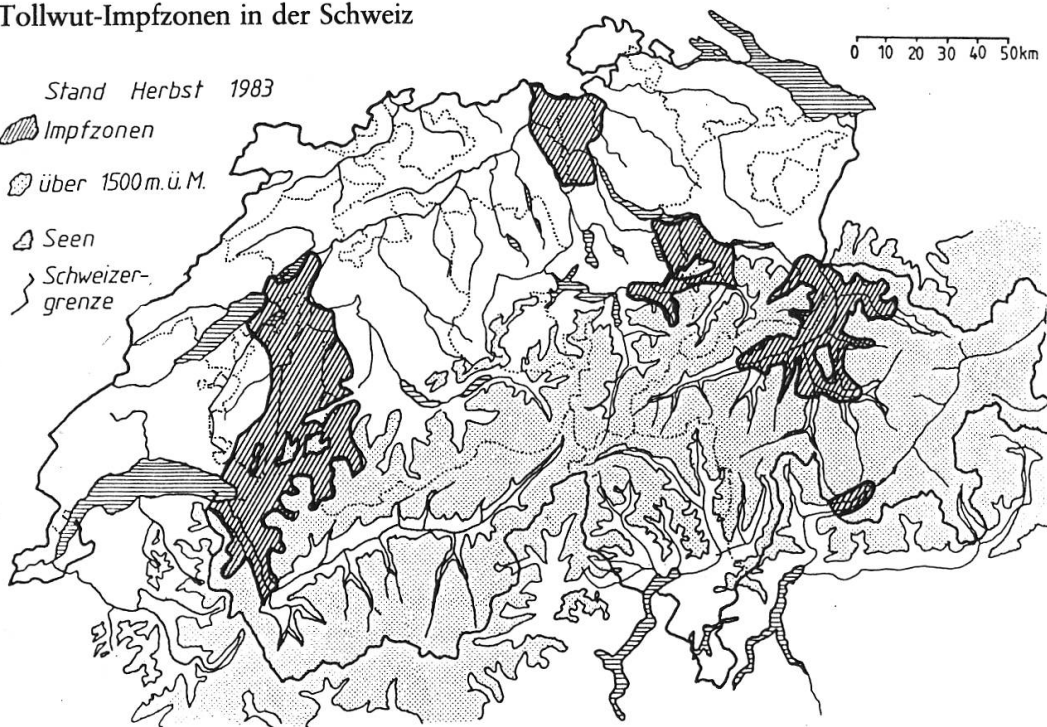 Tollwut-Impfzonen in der Schweiz
0 10 20 30 40 50km
Stand Herbst 1983
Impfzonen
über 1500m.ü.M.
Seen
Schweizer-
grenze